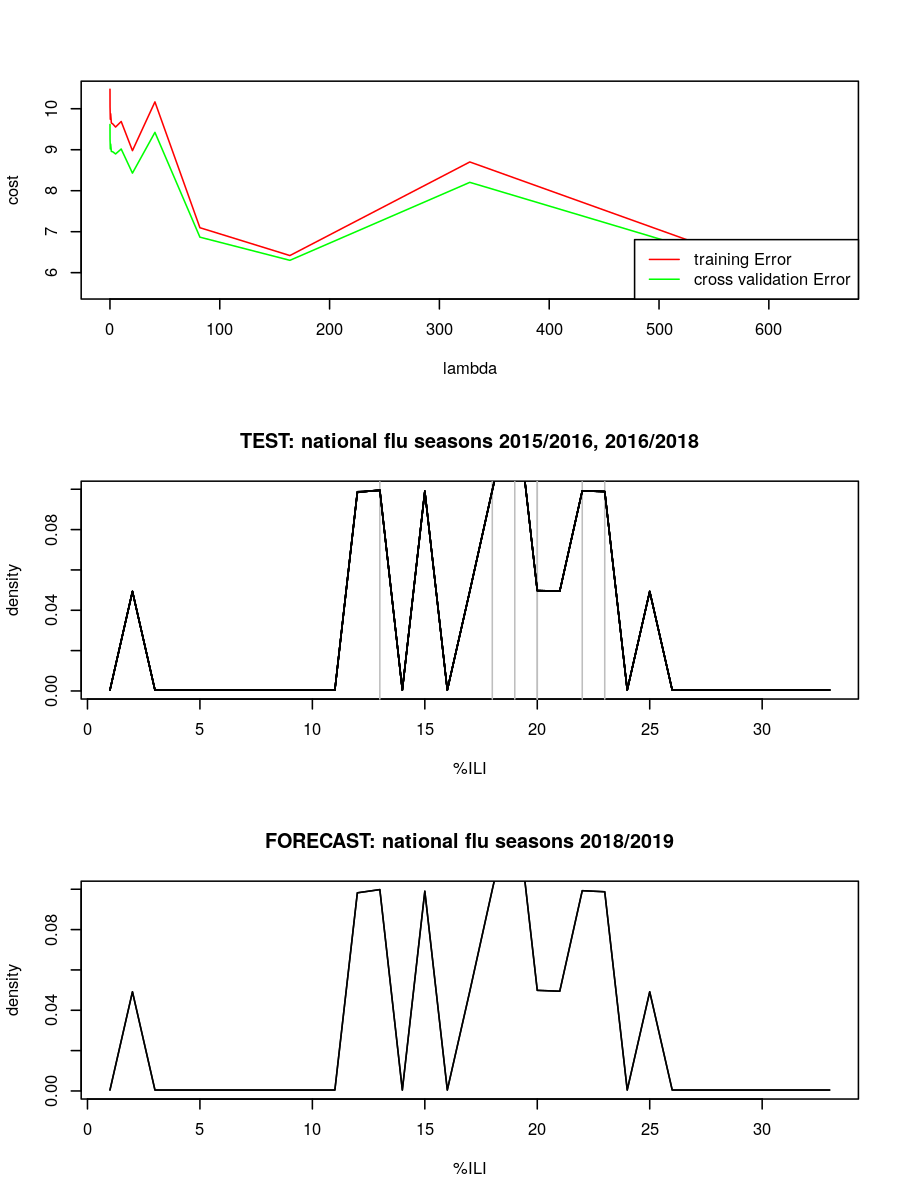 10
9
8
7
6
cost
training Error
cross validation Error
0 100 200 300 400 500 600
lambda
TEST: national flu seasons 2015/2016, 2016/2018
0.08
0.04
0.00
density
0 5 10 15 20 25 30
%ILI
FORECAST: national flu seasons 2018/2019
0.08
0.04
0.00
density
0 5 10 15 20 25 30
%ILI